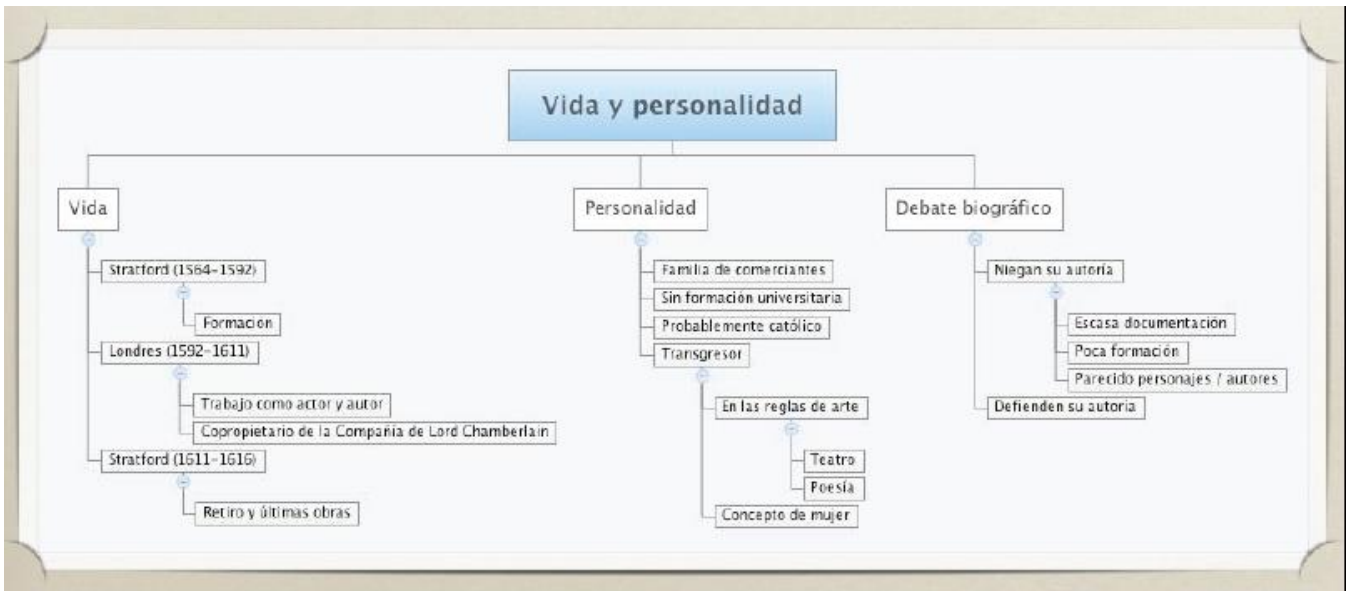 Vida y personalidad
Vida
Stratford (1564-1592)
Formación
Londres (1592-1611)
Trabajo como actor y autor
Copropietario de la Compañía de Lord Chamberlain
Stratford (1611-1616)
Retiro y últimas obras
Personalidad
Familia de comerciantes
Sin formación universitaria
Probablemente católico
Transgresor
En las reglas de arte
Teatro
Poesía
Concepto de mujer
Debate biográfico
Niegan su autoría
Escasa documentación
Poca formación
Parecido personajes / autores
Defienden su autoría